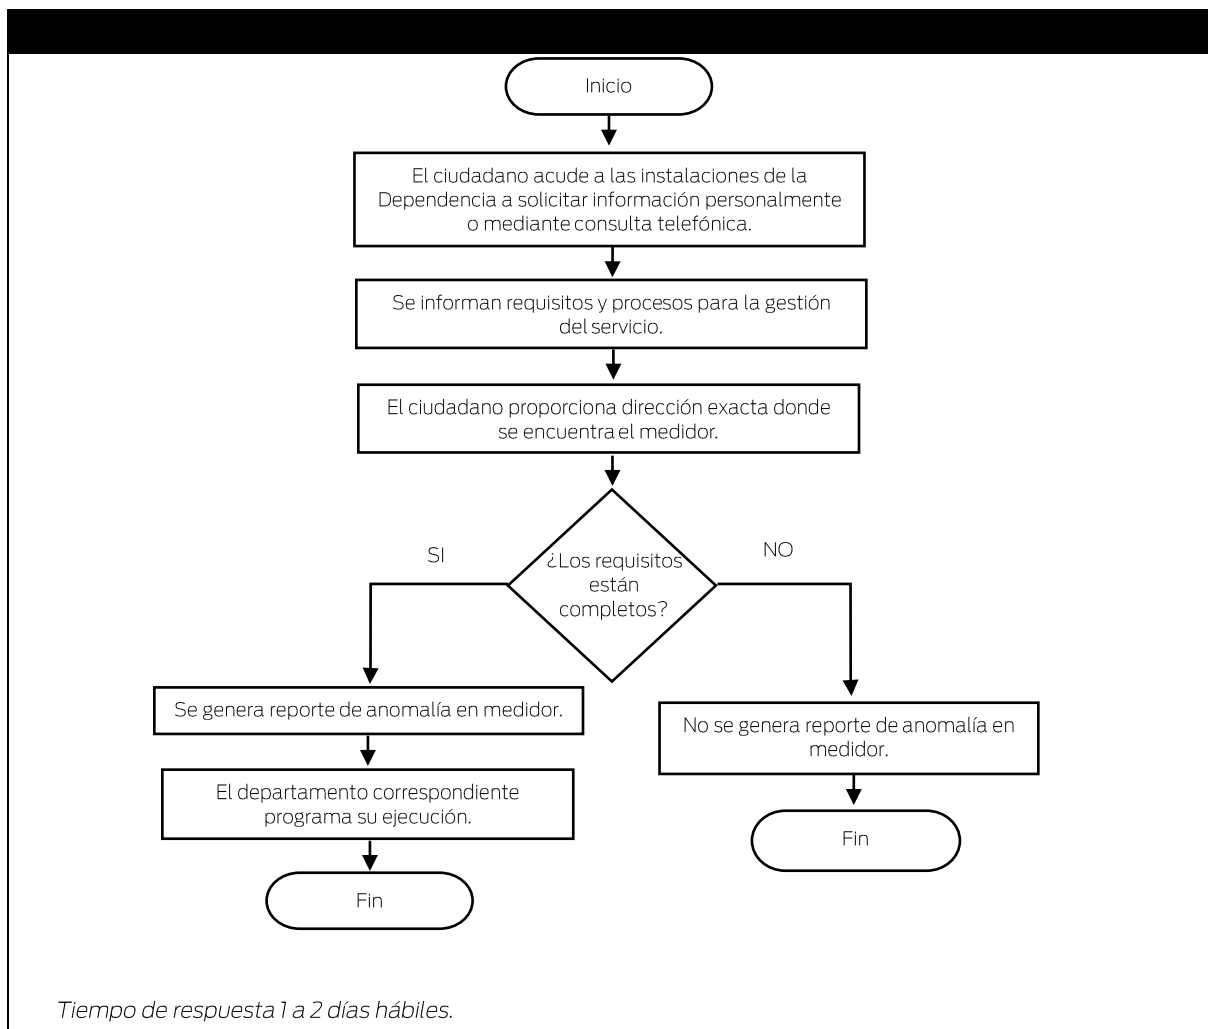 Inicio
El ciudadano acude a las instalaciones de la
Dependencia a solicitar información personalmente
o mediante consulta telefónica.
Se informan requisitos y procesos para la gestión
del servicio.
El ciudadano proporciona dirección exacta donde
se encuentra el medidor.
¿Los requisitos
están
completos?
SI
NO
Se genera reporte de anomalía en medidor.
El departamento correspondiente
programa su ejecución.
Fin
No se genera reporte de anomalía en
medidor.
Fin
Tiempo de respuesta 1 a 2 días hábiles.